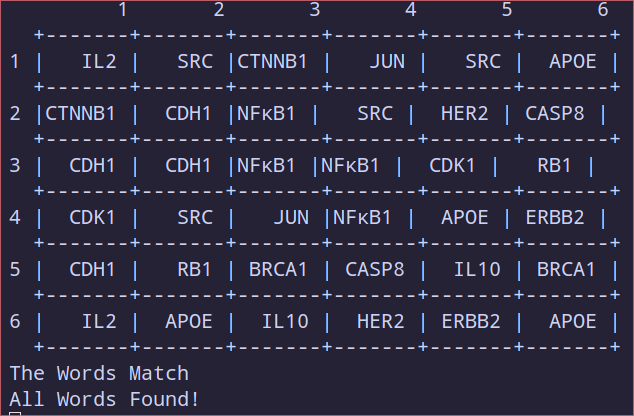 1       2       3       4       5       6
  +-------+-------+-------+-------+-------+-------+
1 |   IL2 |   SRC |CTNNB1 |   JUN |   SRC |  APOE |
  +-------+-------+-------+-------+-------+-------+
2 |CTNNB1 |  CDH1 |NFκB1 |   SRC |  HER2 | CASP8 |
  +-------+-------+-------+-------+-------+-------+
3 |  CDH1 |  CDH1 |NFκB1 |NFκB1 |  CDK1 |   RB1 |
  +-------+-------+-------+-------+-------+-------+
4 |  CDK1 |   SRC |   JUN |NFκB1 |  APOE | ERBB2 |
  +-------+-------+-------+-------+-------+-------+
5 |  CDH1 |   RB1 | BRCA1 | CASP8 |  IL10 | BRCA1 |
  +-------+-------+-------+-------+-------+-------+
6 |   IL2 |  APOE |  IL10 |  HER2 | ERBB2 |  APOE |
  +-------+-------+-------+-------+-------+-------+
The Words Match
All Words Found!